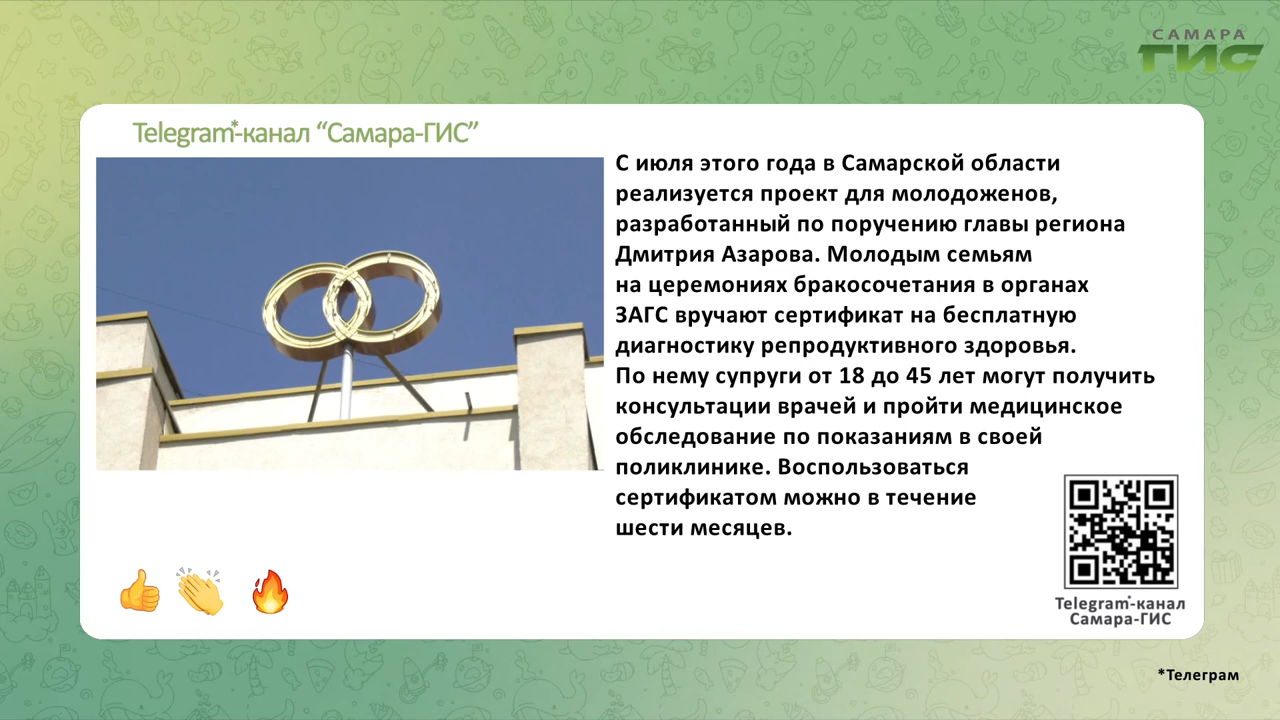 САМАРА
ГИС
Telegram*-канал “Самара-ГИС”
С июля этого года в Самарской области
реализуется проект для молодоженов,
разработанный по поручению главы региона
Дмитрия Азарова. Молодым семьям
на церемониях бракосочетания в органах
ЗАГС вручают сертификат на бесплатную
диагностику репродуктивного здоровья.
По нему супруги от 18 до 45 лет могут получить
консультации врачей и пройти медицинское
обследование по показаниям в своей
поликлинике. Воспользоваться
сертификатом можно в течение
шести месяцев.
Telegram*-канал
Самара-ГИС
*Телеграм